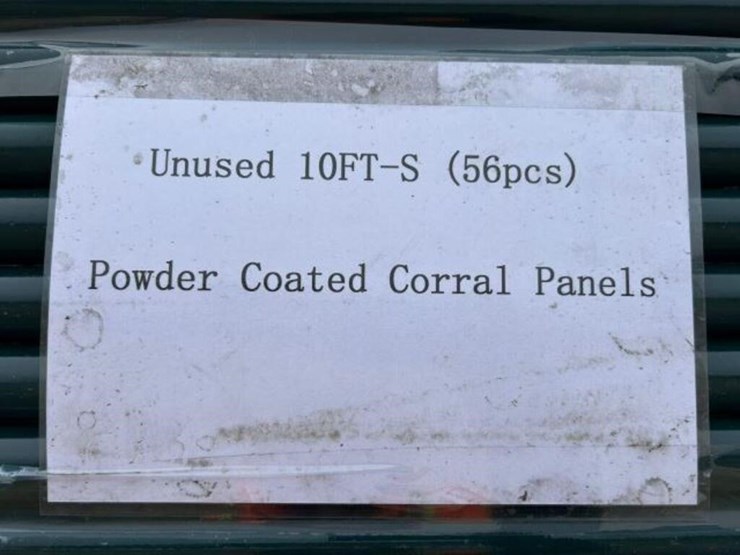 Unused 10FT-S (56pcs)
Powder Coated Corral Panels